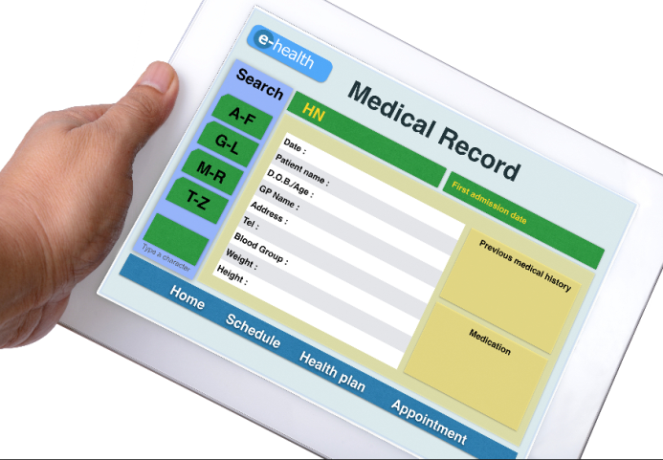 e-health
Medical Record
Search
A-F
G-L
M-R
T-Z
Type a character
HN
First admission date
Date :
Patient name :
D.O.B./Age :
GP Name :
Address :
Tel :
Blood Group :
Weight :
Height :
Previous medical history
Medication
Home
Schedule
Health plan
Appointment